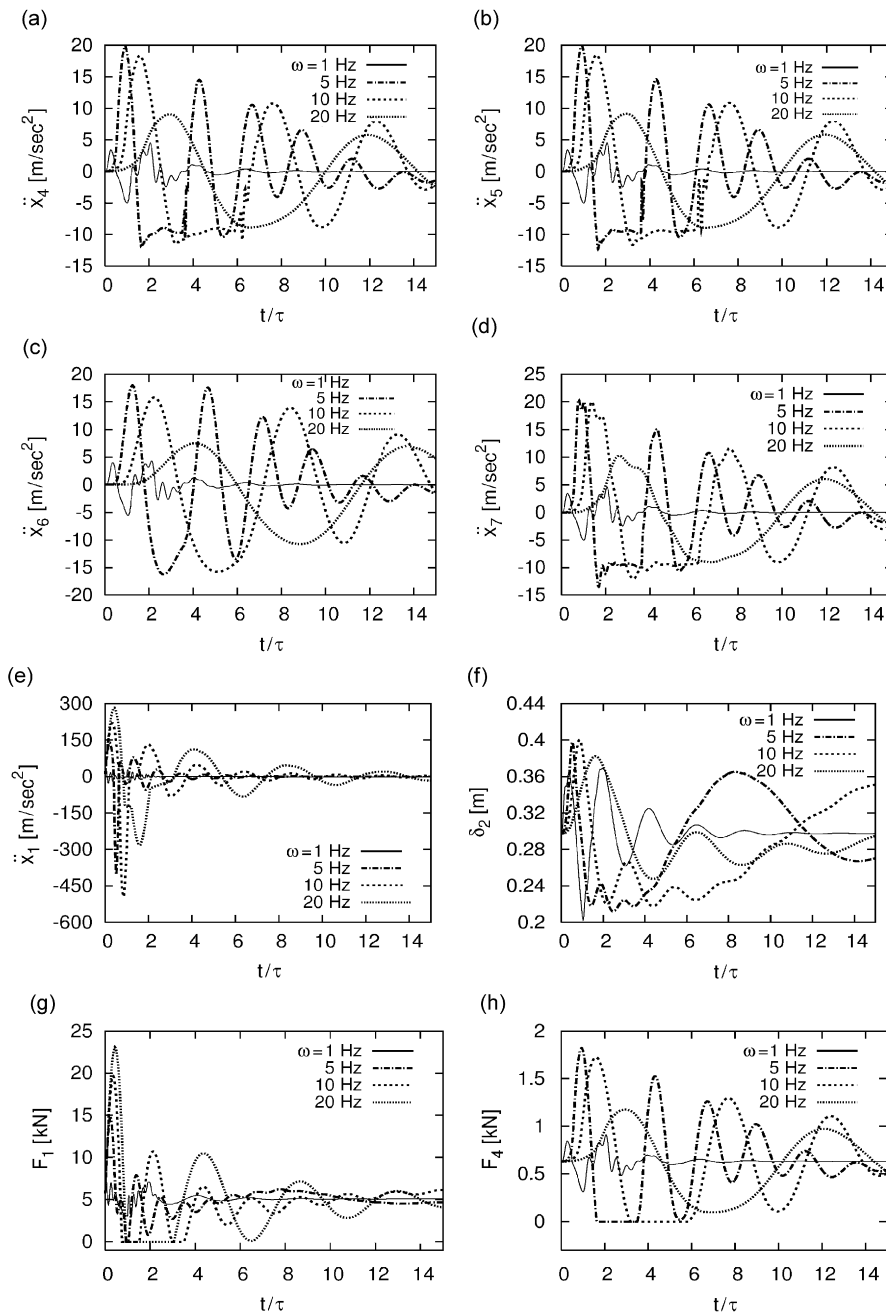 (a)
20
15
10
5
0
-5
-10
-15
ẍ4 [m/sec²]
0 2 4 6 8 10 12 14
t/τ
ω=1 Hz
5 Hz
10 Hz
20 Hz
(b)
20
15
10
5
0
-5
-10
-15
ẍ5 [m/sec²]
0 2 4 6 8 10 12 14
t/τ
ω=1 Hz
5 Hz
10 Hz
20 Hz
(c)
20
15
10
5
0
-5
-10
-15
-20
ẍ6 [m/sec²]
0 2 4 6 8 10 12 14
t/τ
ω=1 Hz
5 Hz
10 Hz
20 Hz
(d)
25
20
15
10
5
0
-5
-10
-15
ẍ7 [m/sec²]
0 2 4 6 8 10 12 14
t/τ
ω=1 Hz
5 Hz
10 Hz
20 Hz
(e)
300
150
0
-150
-300
-450
-600
ẍ1 [m/sec²]
0 2 4 6 8 10 12 14
t/τ
ω=1 Hz
5 Hz
10 Hz
20 Hz
(f)
0.44
0.36
0.32
0.28
0.24
0.2
δ2 [m]
0 2 4 6 8 10 12 14
t/τ
ω=1 Hz
5 Hz
10 Hz
20 Hz
(g)
25
20
15
10
5
0
F1 [kN]
0 2 4 6 8 10 12 14
t/τ
ω=1 Hz
5 Hz
10 Hz
20 Hz
(h)
2
1.5
1
0.5
0
F4 [kN]
0 2 4 6 8 10 12 14
t/τ
ω=1 Hz
5 Hz
10 Hz
20 Hz